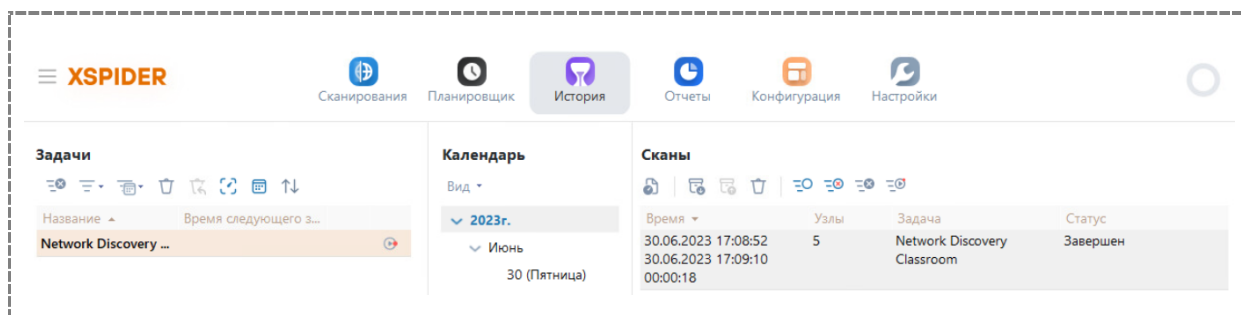 XSPIDER
Сканирования Планировщик История Отчеты Конфигурация Настройки
Задачи
Название Время следующего з...
Network Discovery ...
Календарь
Вид
2023г.
Июнь
30 (Пятница)
Сканы
Время Узлы Задача Статус
30.06.2023 17:08:52 5 Network Discovery Завершен
30.06.2023 17:09:10 Classroom
00:00:18